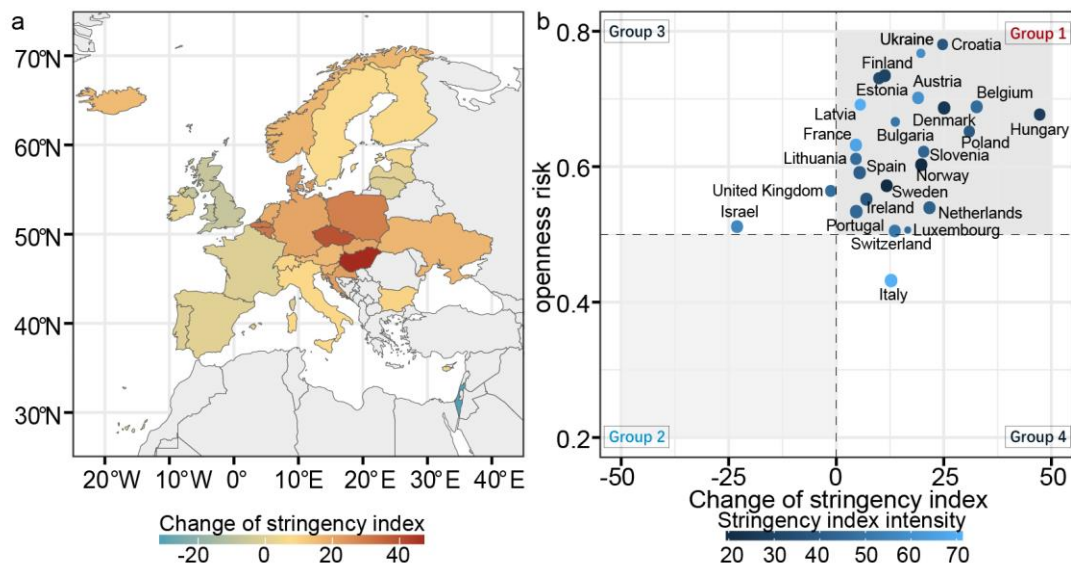 a
70°N
60°N
50°N
40°N
30°N
20°W 10°W 0° 10°E 20°E 30°E 40°E
Change of stringency index
-20 0 20 40
b
openness risk
0.8
0.6
0.4
0.2
Group 3
Group 1
Ukraine
Croatia
Finland
Estonia
Austria
Belgium
Latvia
Denmark
Hungary
France
Bulgaria
Poland
Lithuania
Spain
Slovenia
Norway
United Kingdom
Sweden
Israel
Ireland
Netherlands
Portugal
Luxembourg
Switzerland
Italy
Group 2
Group 4
-50 -25 0 25 50
Change of stringency index
Stringency index intensity
20 30 40 50 60 70